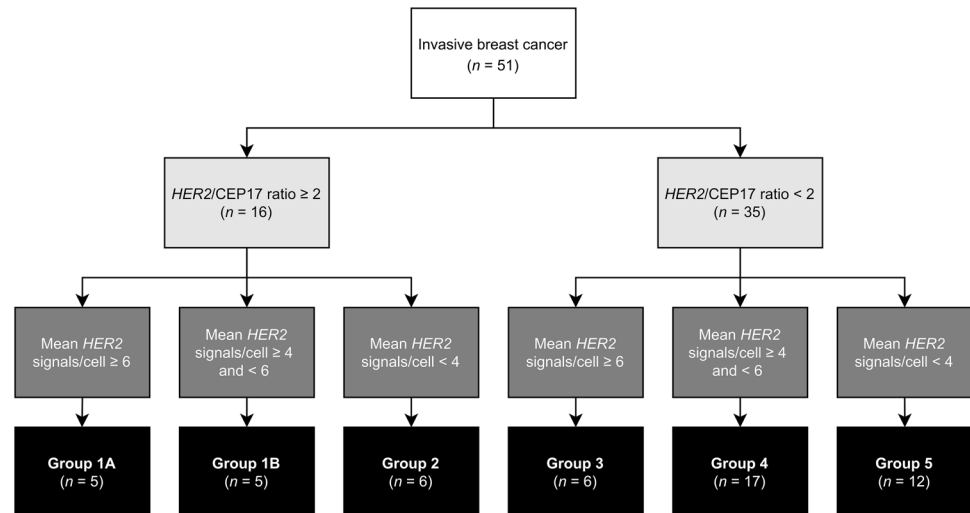 Invasive breast cancer
(n = 51)
HER2/CEP17 ratio ≥ 2
(n = 16)
HER2/CEP17 ratio < 2
(n = 35)
Mean HER2
signals/cell ≥ 6
Mean HER2
signals/cell ≥ 4
and < 6
Mean HER2
signals/cell < 4
Mean HER2
signals/cell ≥ 6
Mean HER2
signals/cell ≥ 4
and < 6
Mean HER2
signals/cell < 4
Group 1A
(n = 5)
Group 1B
(n = 5)
Group 2
(n = 6)
Group 3
(n = 6)
Group 4
(n = 17)
Group 5
(n = 12)